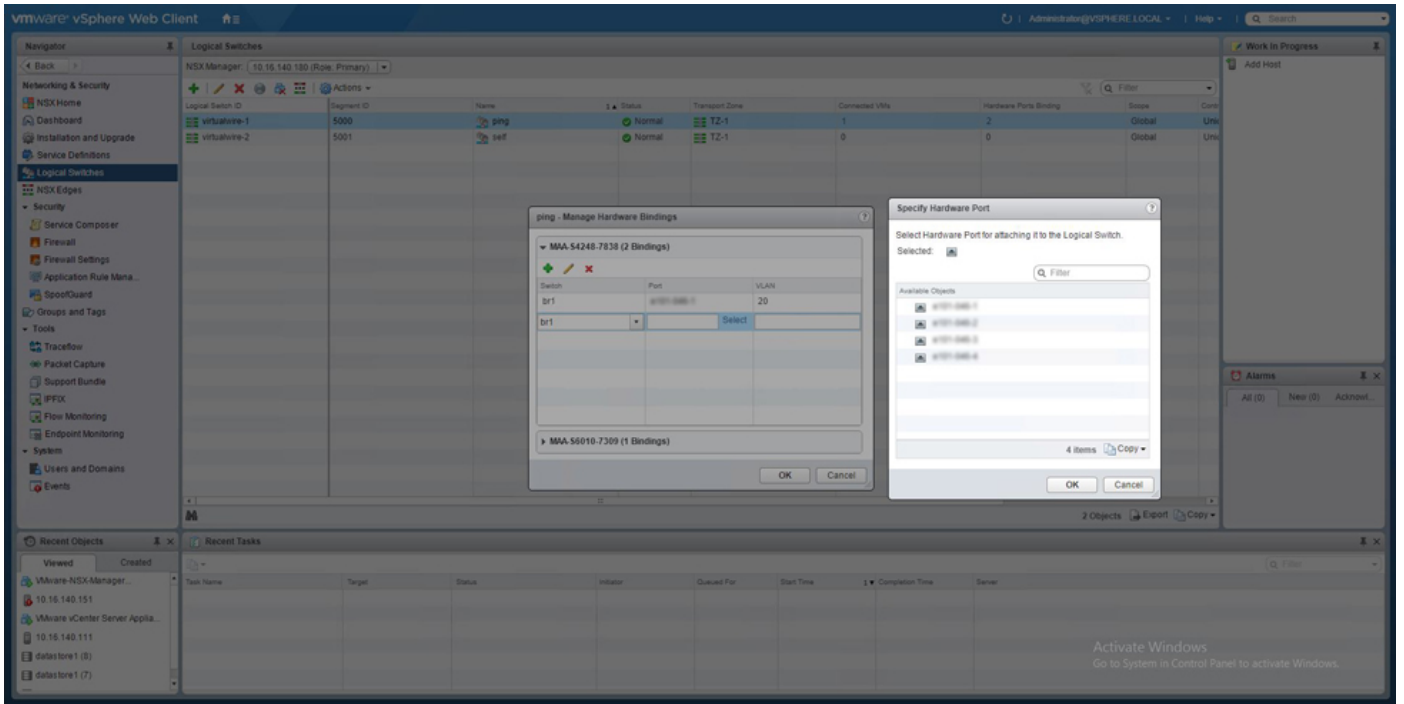 vmware® vSphere Web Client
Administrator@VSPHERE.LOCAL | Help | Search
Navigator
Back
Networking & Security
NSX Home
Dashboard
Installation and Upgrade
Service Definitions
Logical Switches
NSX Edges
Security
Service Composer
Firewall
Firewall Settings
Application Rule Mana...
SpoofGuard
Groups and Tags
Tools
Traceflow
Packet Capture
Support Bundle
IPFIX
Flow Monitoring
Endpoint Monitoring
System
Users and Domains
Events
Logical Switches
NSX Manager: 10.16.140.180 (Role: Primary)
Actions
Filter
Logical Switch ID Segment ID Name 1 Status Transport Zone Connected VMs Hardware Ports Binding Scope Contr
virtualwire-1 5000 ping Normal TZ-1 1 2 Global Uni
virtualwire-2 5001 self Normal TZ-1 0 0 Global Uni
2 Objects Export Copy
ping - Manage Hardware Bindings ?
MAA-S4248-7838 (2 Bindings)
Switch Port VLAN
br1 20
br1 Select
MAA-S6010-7309 (1 Bindings)
OK Cancel
Specify Hardware Port ?
Select Hardware Port for attaching it to the Logical Switch.
Selected:
Filter
Available Objects
4 items Copy
OK Cancel
Work In Progress
Add Host
Alarms
All (0) New (0) Acknowl...
Recent Objects
Viewed Created
VMware-NSX-Manager...
10.16.140.151
VMware vCenter Server Applia...
10.16.140.111
datastore1 (8)
datastore1 (7)
Recent Tasks
Filter
Task Name Target Status Initiator Queued For Start Time 1 Completion Time Server
Activate Windows
Go to System in Control Panel to activate Windows.